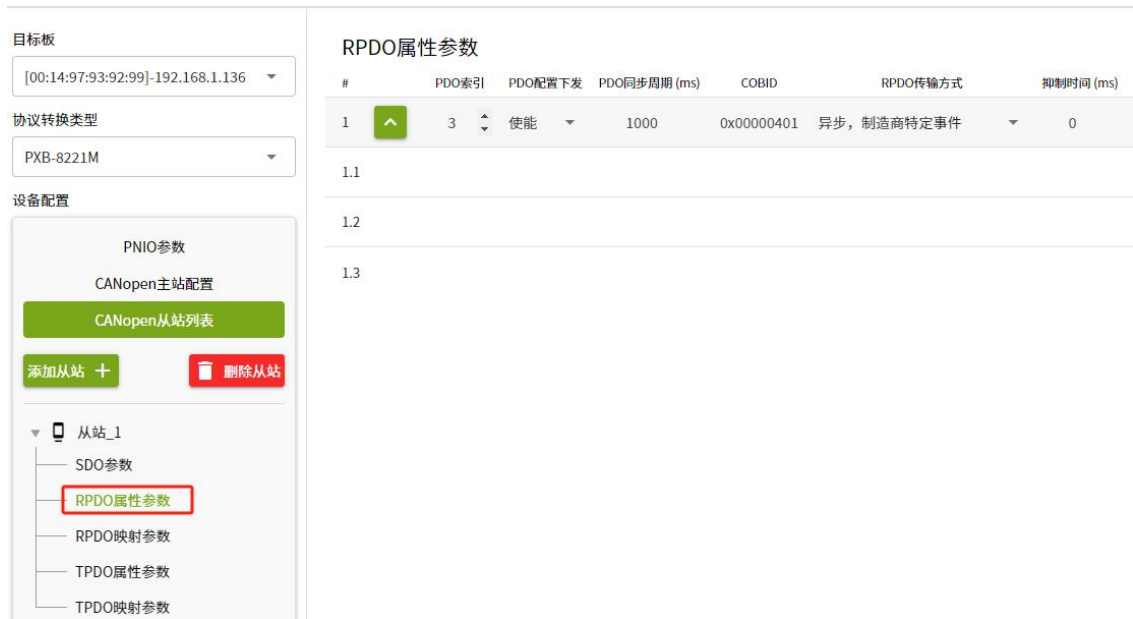 目标板
[00:14:97:93:92:99]-192.168.1.136
协议转换类型
PXB-8221M
设备配置
PNIO参数
CANopen主站配置
CANopen从站列表
添加从站
删除从站
从站_1
SDO参数
RPDO属性参数
RPDO映射参数
TPDO属性参数
TPDO映射参数
RPDO属性参数
# PDO索引 PDO配置下发 PDO同步周期 (ms) COBID RPDO传输方式 抑制时间 (ms)
1 3 使能 1000 0x00000401 异步，制造商特定事件 0
1.1
1.2
1.3